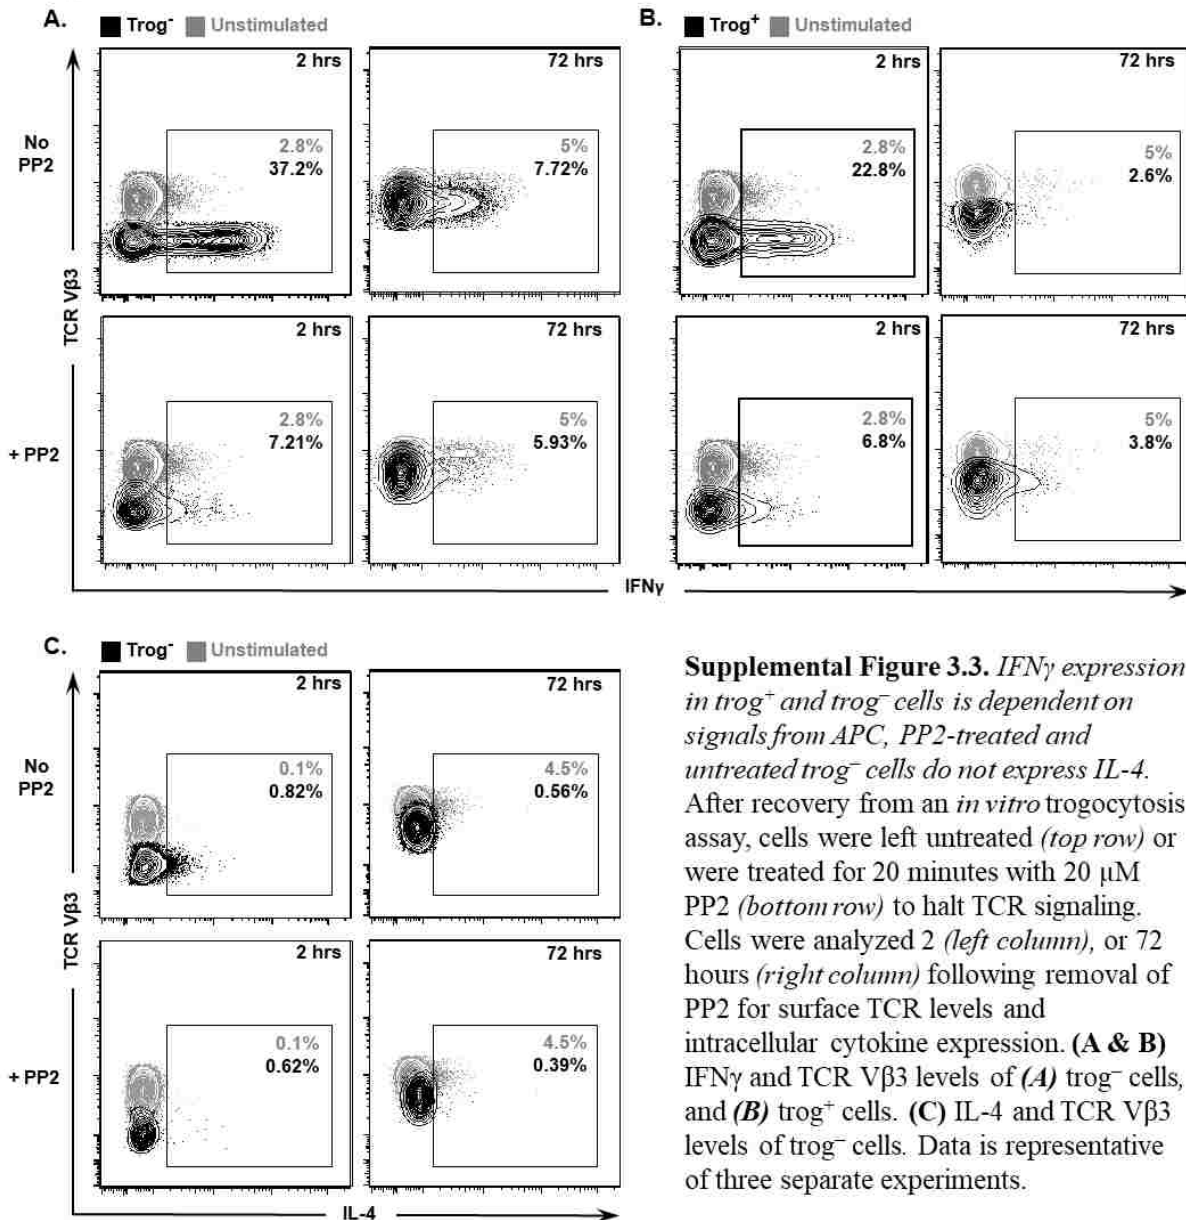 A.
Trog- Unstimulated
2 hrs
72 hrs
No
PP2
2.8%
37.2%
5%
7.72%
TCR Vβ3
2 hrs
72 hrs
+ PP2
2.8%
7.21%
5%
5.93%
B.
Trog+ Unstimulated
2 hrs
72 hrs
2.8%
22.8%
5%
2.6%
2 hrs
72 hrs
2.8%
6.8%
5%
3.8%
IFNγ
C.
Trog- Unstimulated
2 hrs
72 hrs
No
PP2
0.1%
0.82%
4.5%
0.56%
TCR Vβ3
2 hrs
72 hrs
+ PP2
0.1%
0.62%
4.5%
0.39%
IL-4
Supplemental Figure 3.3. IFNγ expression
in trog+ and trog– cells is dependent on
signals from APC, PP2-treated and
untreated trog– cells do not express IL-4.
After recovery from an in vitro trogocytosis
assay, cells were left untreated (top row) or
were treated for 20 minutes with 20 μM
PP2 (bottom row) to halt TCR signaling.
Cells were analyzed 2 (left column), or 72
hours (right column) following removal of
PP2 for surface TCR levels and
intracellular cytokine expression. (A & B)
IFNγ and TCR Vβ3 levels of (A) trog– cells,
and (B) trog+ cells. (C) IL-4 and TCR Vβ3
levels of trog– cells. Data is representative
of three separate experiments.